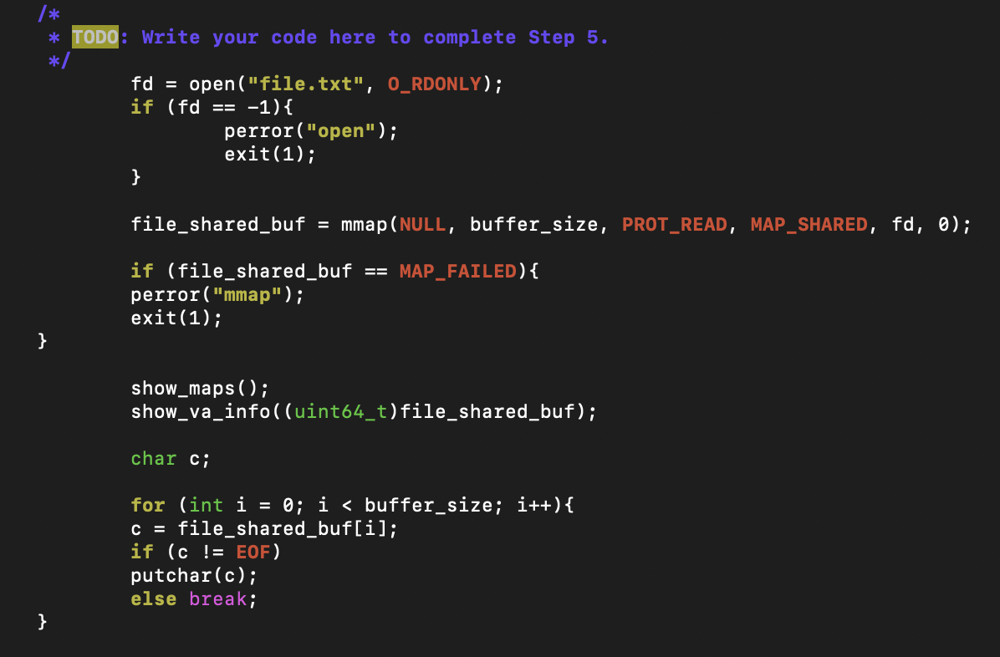 /*
 * TODO: Write your code here to complete Step 5.
 */
        fd = open("file.txt", O_RDONLY);
        if (fd == -1){
                perror("open");
                exit(1);
        }

        file_shared_buf = mmap(NULL, buffer_size, PROT_READ, MAP_SHARED, fd, 0);

        if (file_shared_buf == MAP_FAILED){
        perror("mmap");
        exit(1);
}

        show_maps();
        show_va_info((uint64_t)file_shared_buf);

        char c;

        for (int i = 0; i < buffer_size; i++){
        c = file_shared_buf[i];
        if (c != EOF)
        putchar(c);
        else break;
}